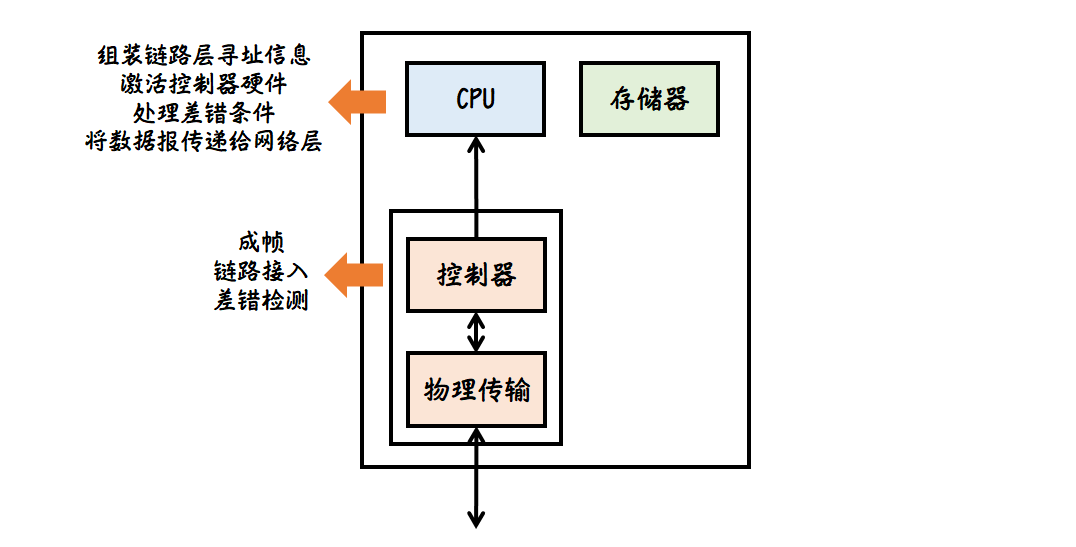 组装链路层寻址信息
激活控制器硬件
处理差错条件
将数据报传递给网络层
CPU
存储器
成帧
链路接入
差错检测
控制器
物理传输